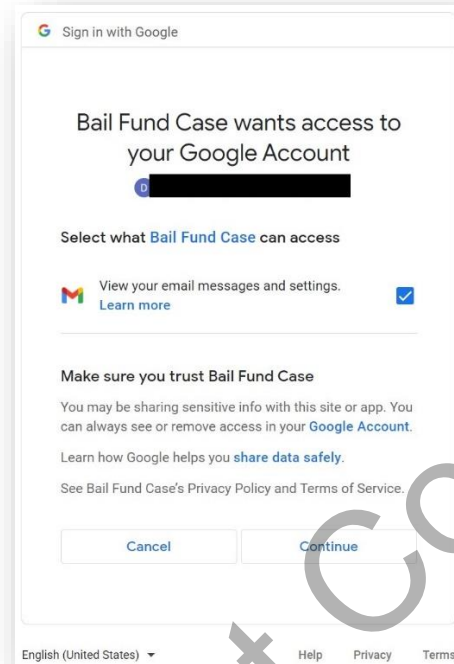 Sign in with Google
Bail Fund Case wants access to
your Google Account
D
Select what Bail Fund Case can access
View your email messages and settings.
Learn more
Make sure you trust Bail Fund Case
You may be sharing sensitive info with this site or app. You
can always see or remove access in your Google Account.
Learn how Google helps you share data safely.
See Bail Fund Case's Privacy Policy and Terms of Service.
Cancel
Continue
English (United States)
Help
Privacy
Terms